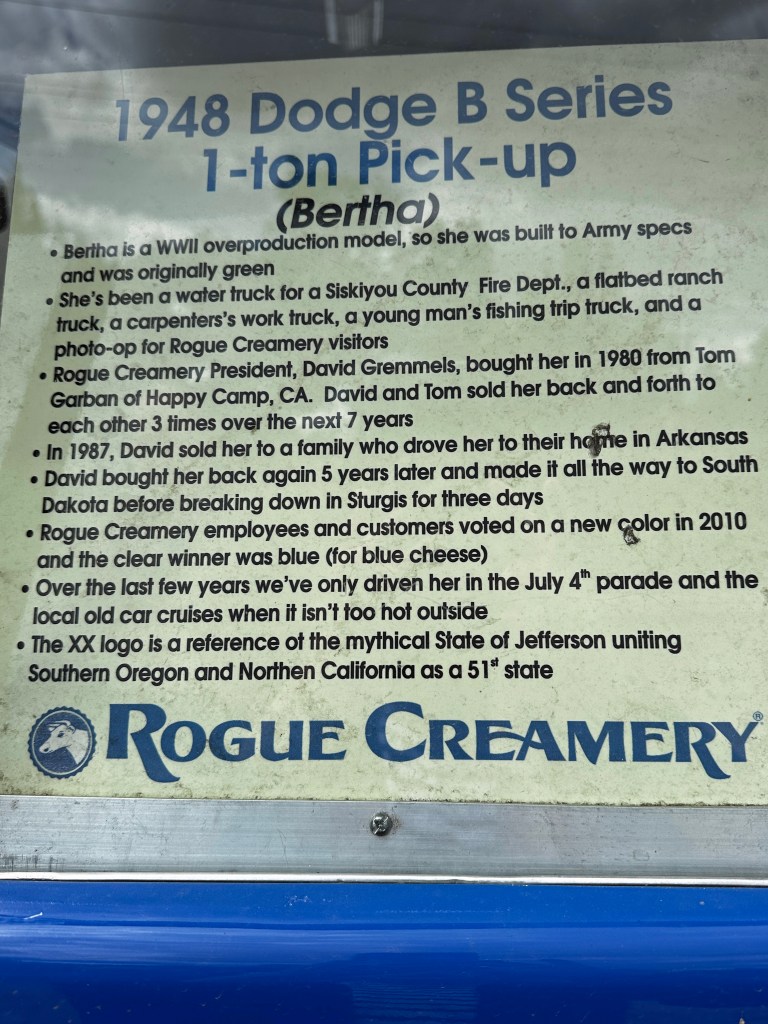 1948 Dodge B Series
1-ton Pick-up
(Bertha)
• Bertha is a WWII overproduction model, so she was built to Army specs
and was originally green
• She's been a water truck for a Siskiyou County Fire Dept., a flatbed ranch
truck, a carpenters's work truck, a young man's fishing trip truck, and a
photo-op for Rogue Creamery visitors
• Rogue Creamery President, David Gremmels, bought her in 1980 from Tom
Garban of Happy Camp, CA. David and Tom sold her back and forth to
each other 3 times over the next 7 years
• In 1987, David sold her to a family who drove her to their home in Arkansas
• David bought her back again 5 years later and made it all the way to South
Dakota before breaking down in Sturgis for three days
• Rogue Creamery employees and customers voted on a new color in 2010
and the clear winner was blue (for blue cheese)
• Over the last few years we've only driven her in the July 4th parade and the
local old car cruises when it isn't too hot outside
• The XX logo is a reference ot the mythical State of Jefferson uniting
Southern Oregon and Northen California as a 51st state
ROGUE CREAMERY®